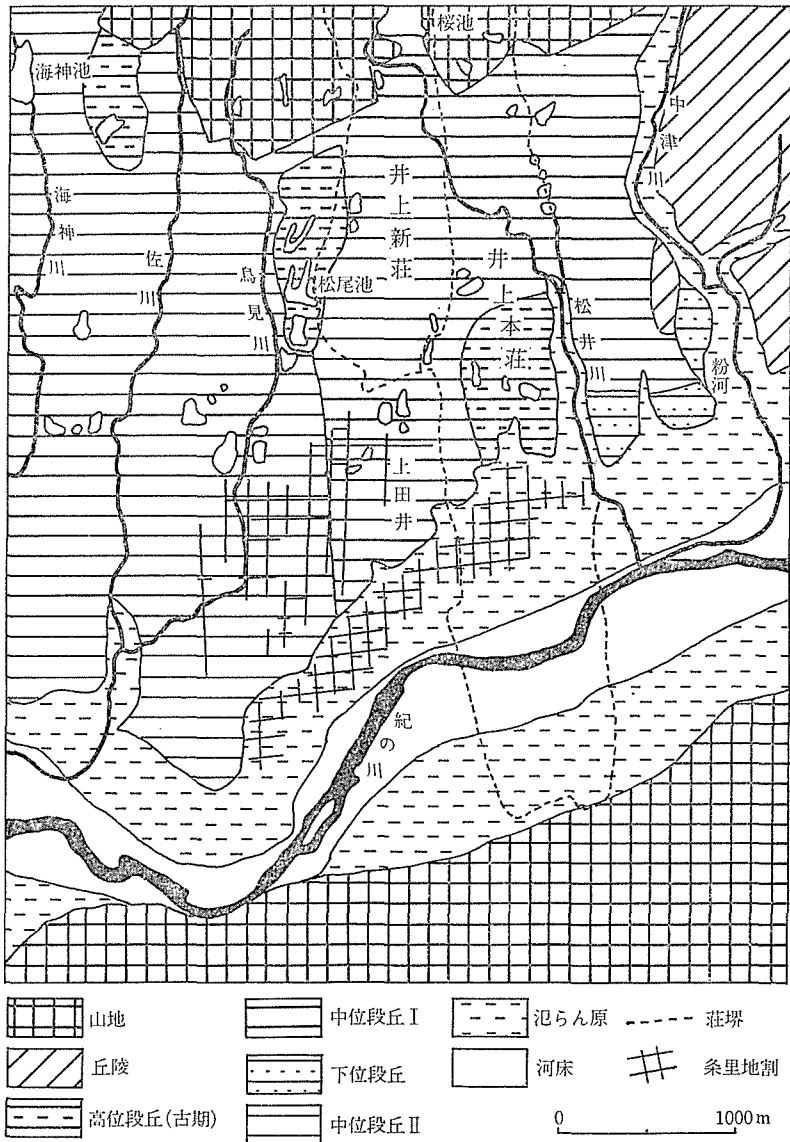 桜池
海神池
中津川
井上新荘
海神川
佐川
鳥見川
松尾池
井上本荘
松井川
粉河
上田井
紀の川
山地
丘陵
高位段丘(古期)
中位段丘Ⅰ
下位段丘
中位段丘Ⅱ
氾らん原
河床
荘堺
条里地割
0
1000m